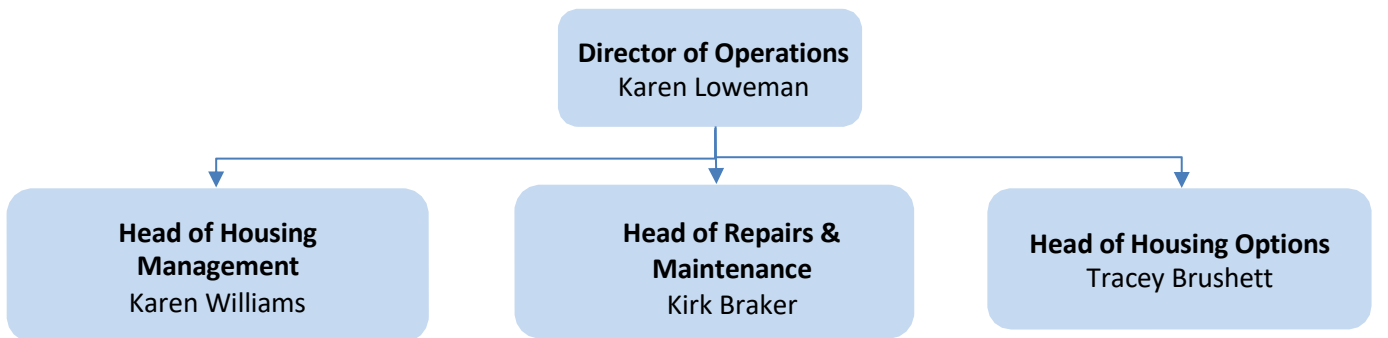 Director of Operations
Karen Loweman
Head of Housing
Management
Karen Williams
Head of Repairs &
Maintenance
Kirk Braker
Head of Housing Options
Tracey Brushett